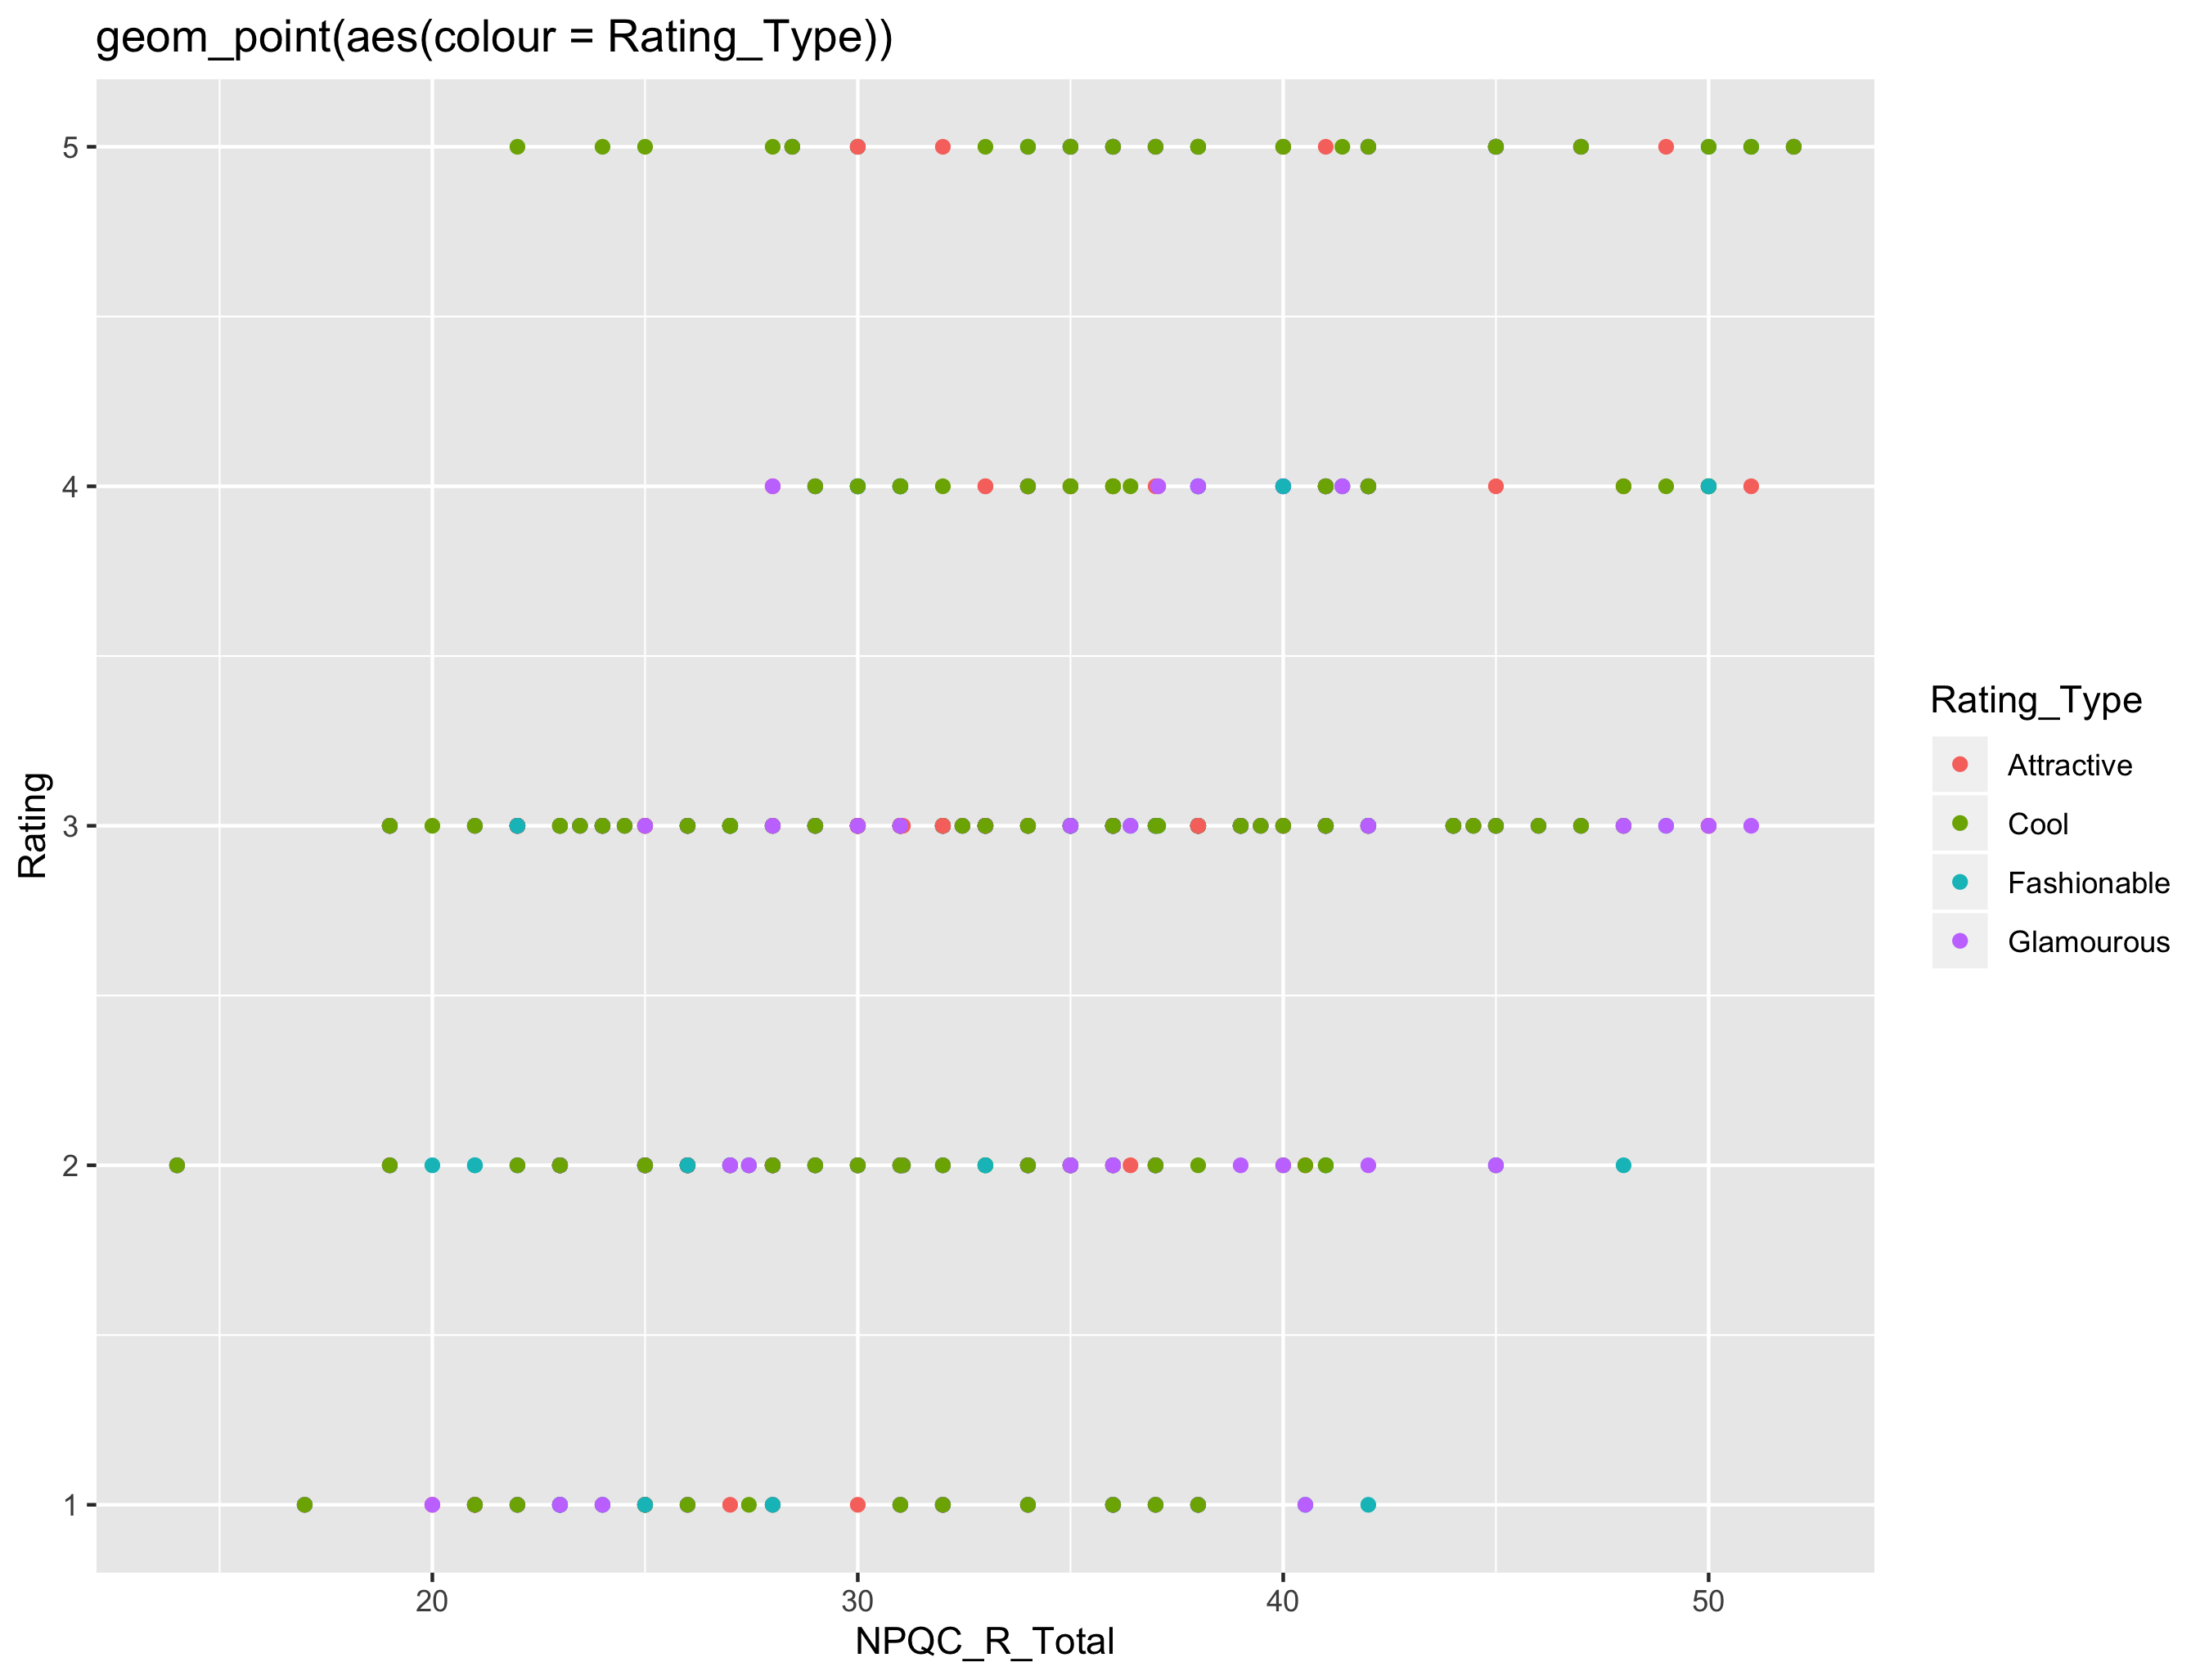 geom_point(aes(colour = Rating_Type))
5
4
3
2
1
Rating
20 30 40 50
NPQC_R_Total
Rating_Type
Attractive
Cool
Fashionable
Glamourous